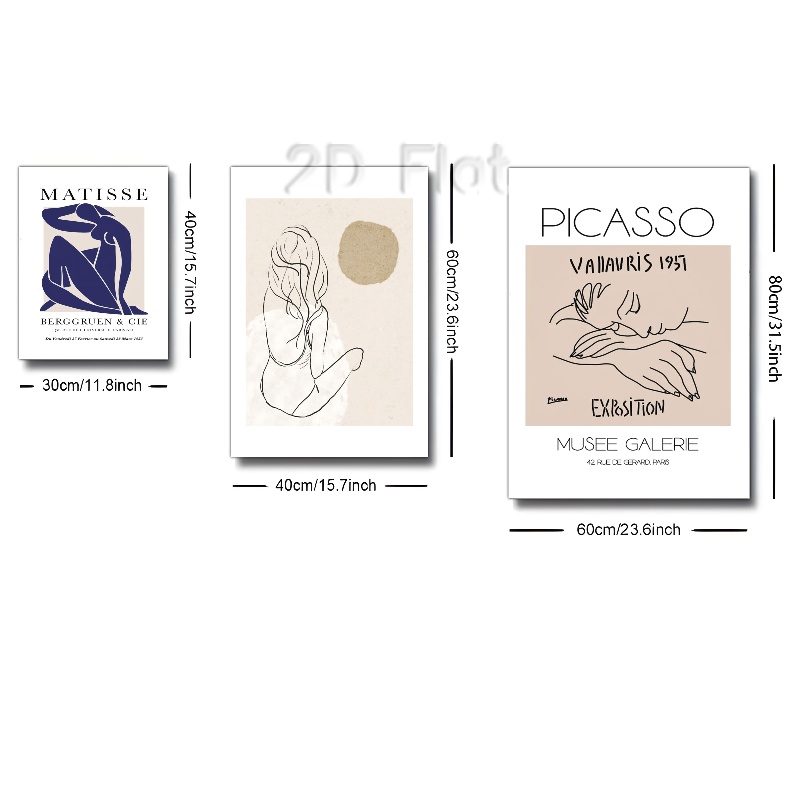 2D Flat
MATISSE
BERGGRUEN & CIE
40cm/15.7inch
30cm/11.8inch
60cm/23.6inch
40cm/15.7inch
PICASSO
VAllAURiS 1951
Picasso
EXPOSITION
MUSEE GALERIE
42 RUE DE GERARD, PARIS
80cm/31.5inch
60cm/23.6inch